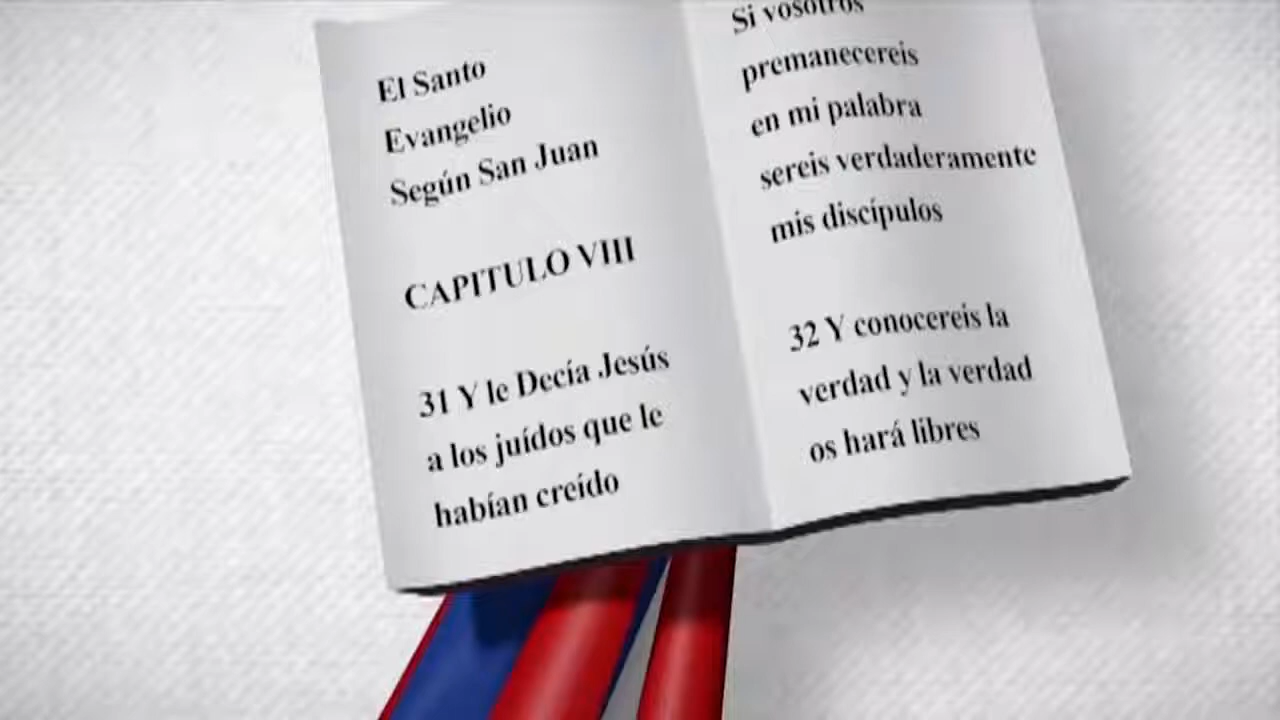 El Santo
Evangelio
Según San Juan
CAPITULO VIII
31 Y le Decía Jesús
a los juídos que le
habían creído
Si vosotros
premanecereis
en mi palabra
sereis verdaderamente
mis discípulos
32 Y conocereis la
verdad y la verdad
os hará libres